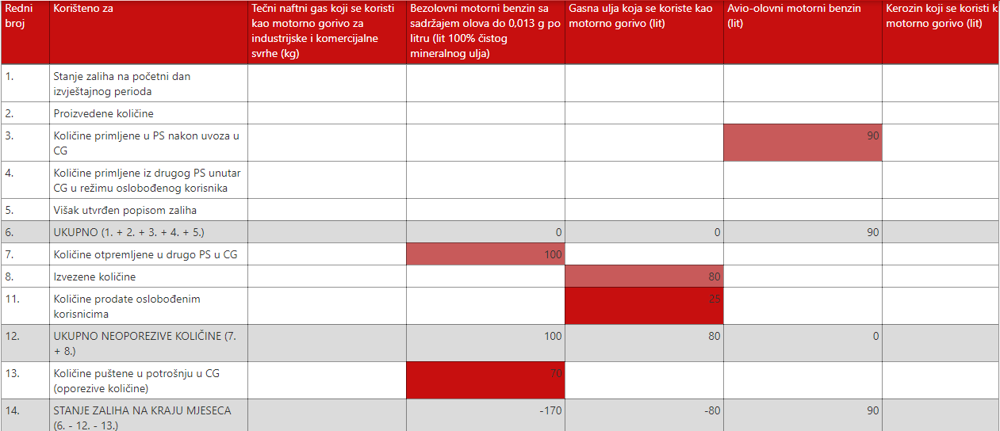 Redni
broj
Korišteno za
Tečni naftni gas koji se koristi
kao motorno gorivo za
industrijske i komercijalne
svrhe (kg)
Bezolovni motorni benzin sa
sadržajem olova do 0,013 g po
litru (lit 100% čistog
mineralnog ulja)
Gasna ulja koja se koriste kao
motorno gorivo (lit)
Avio-olovni motorni benzin
(lit)
Kerozin koji se koristi k
motorno gorivo (lit)
1.
Stanje zaliha na početni dan
izvještajnog perioda
2.
Proizvedene količine
3.
Količine primljene u PS nakon uvoza u
CG
90
4.
Količine primljene iz drugog PS unutar
CG u režimu oslobođenog korisnika
5.
Višak utvrđen popisom zaliha
6.
UKUPNO (1. + 2. + 3. + 4. + 5.)
0
0
90
7.
Količine otpremljene u drugo PS u CG
100
8.
Izvezene količine
80
11.
Količine prodate oslobođenim
korisnicima
25
12.
UKUPNO NEOPOREZIVE KOLIČINE (7.
+ 8.)
100
80
0
13.
Količine puštene u potrošnju u CG
(oporezive količine)
70
14.
STANJE ZALIHA NA KRAJU MJESECA
(6. - 12. - 13.)
-170
-80
90